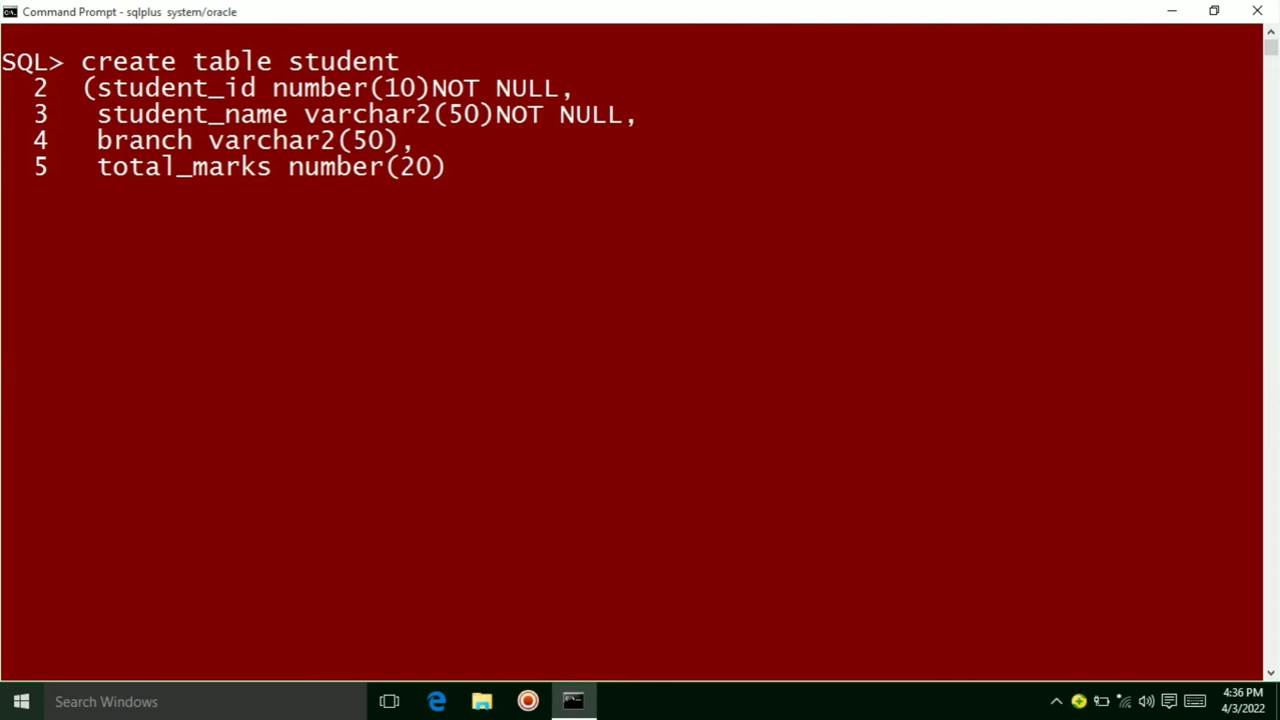 Command Prompt - sqlplus  system/oracle
SQL> create table student
  2  (student_id number(10)NOT NULL,
  3   student_name varchar2(50)NOT NULL,
  4   branch varchar2(50),
  5   total_marks number(20)
Search Windows
4:36 PM
4/3/2022